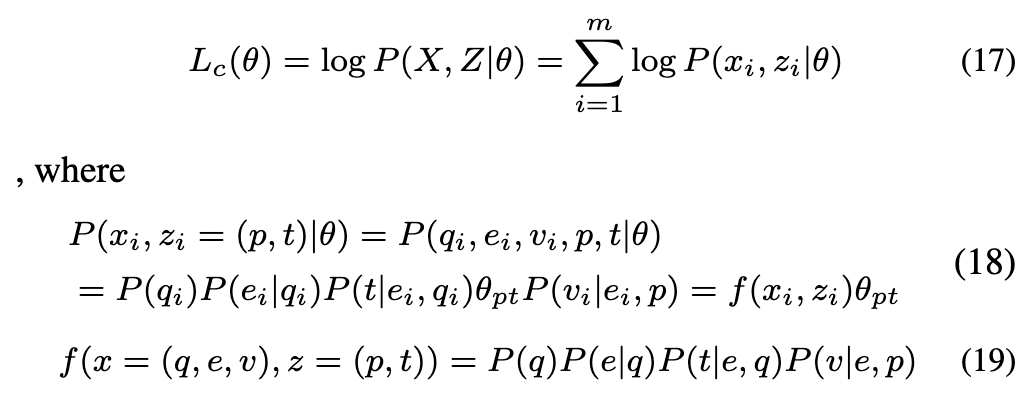 L_c(θ) = log P(X, Z|θ) = ∑_{i=1}^{m} log P(x_i, z_i|θ) (17)
, where
P(x_i, z_i = (p, t)|θ) = P(q_i, e_i, v_i, p, t|θ)
= P(q_i)P(e_i|q_i)P(t|e_i, q_i)θ_{pt}P(v_i|e_i, p) = f(x_i, z_i)θ_{pt} (18)
f(x = (q, e, v), z = (p, t)) = P(q)P(e|q)P(t|e, q)P(v|e, p) (19)